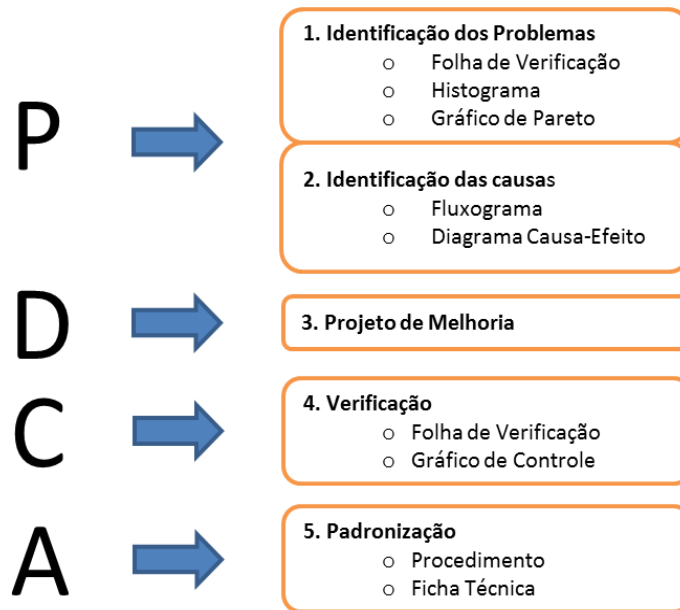 P
1. Identificação dos Problemas
o Folha de Verificação
o Histograma
o Gráfico de Pareto
2. Identificação das causas
o Fluxograma
o Diagrama Causa-Efeito
D
3. Projeto de Melhoria
C
4. Verificação
o Folha de Verificação
o Gráfico de Controle
A
5. Padronização
o Procedimento
o Ficha Técnica